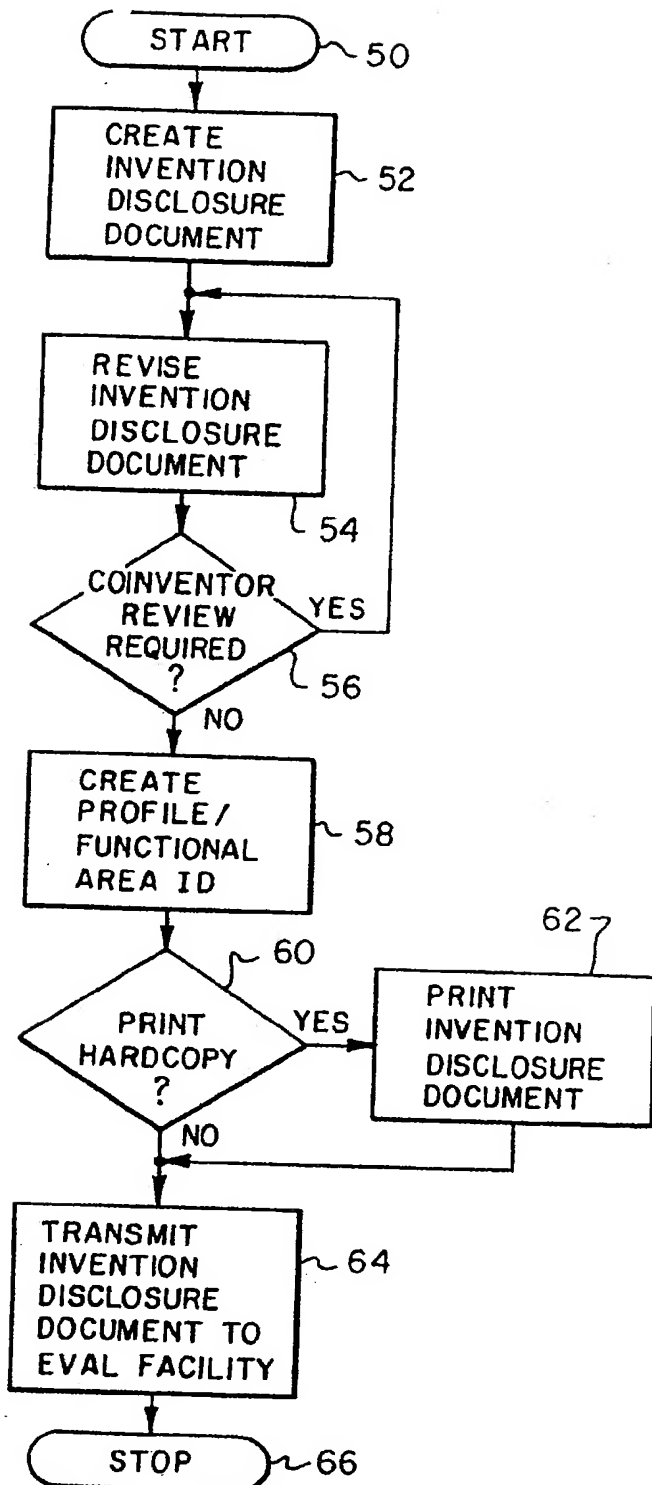 START
50
CREATE
INVENTION
DISCLOSURE
DOCUMENT
52
REVISE
INVENTION
DISCLOSURE
DOCUMENT
54
COINVENTOR
REVIEW
REQUIRED
?
YES
56
NO
CREATE
PROFILE/
FUNCTIONAL
AREA ID
58
60
PRINT
HARDCOPY
?
YES
62
PRINT
INVENTION
DISCLOSURE
DOCUMENT
NO
TRANSMIT
INVENTION
DISCLOSURE
DOCUMENT TO
EVAL FACILITY
64
STOP
66